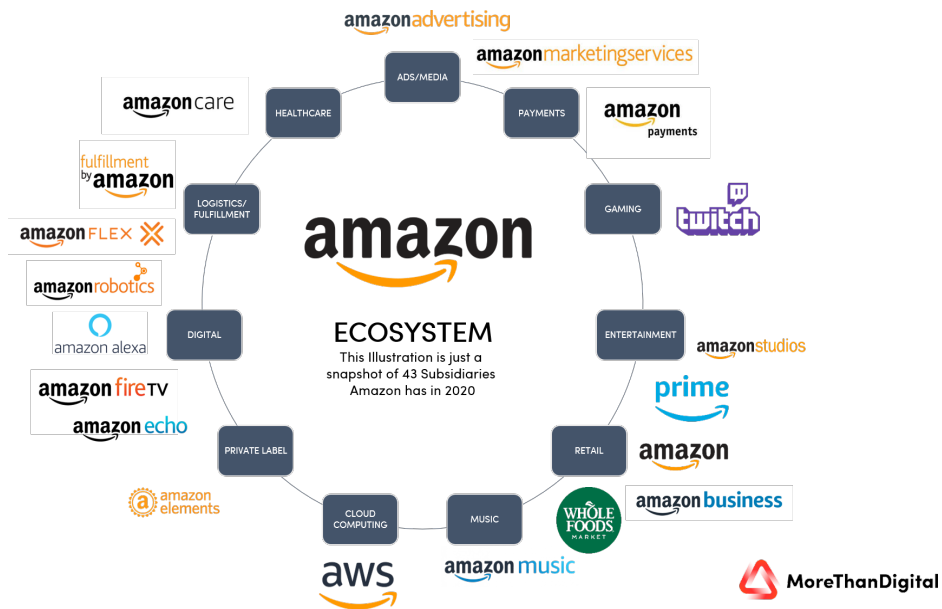 amazonadvertising
amazonmarketingservices
ADS/MEDIA
amazoncare
HEALTHCARE
PAYMENTS
amazon
payments
fulfillment
by amazon
LOGISTICS/
FULFILLMENT
GAMING
twitch
amazon FLEX
amazon
amazonrobotics
amazon alexa
DIGITAL
ECOSYSTEM
This Illustration is just a
snapshot of 43 Subsidiaries
Amazon has in 2020
ENTERTAINMENT
amazonstudios
amazon fireTV
amazon echo
prime
PRIVATE LABEL
RETAIL
amazon
a
amazon
elements
CLOUD
COMPUTING
MUSIC
WHOLE
FOODS
MARKET
amazon business
aws
amazon music
MoreThanDigital